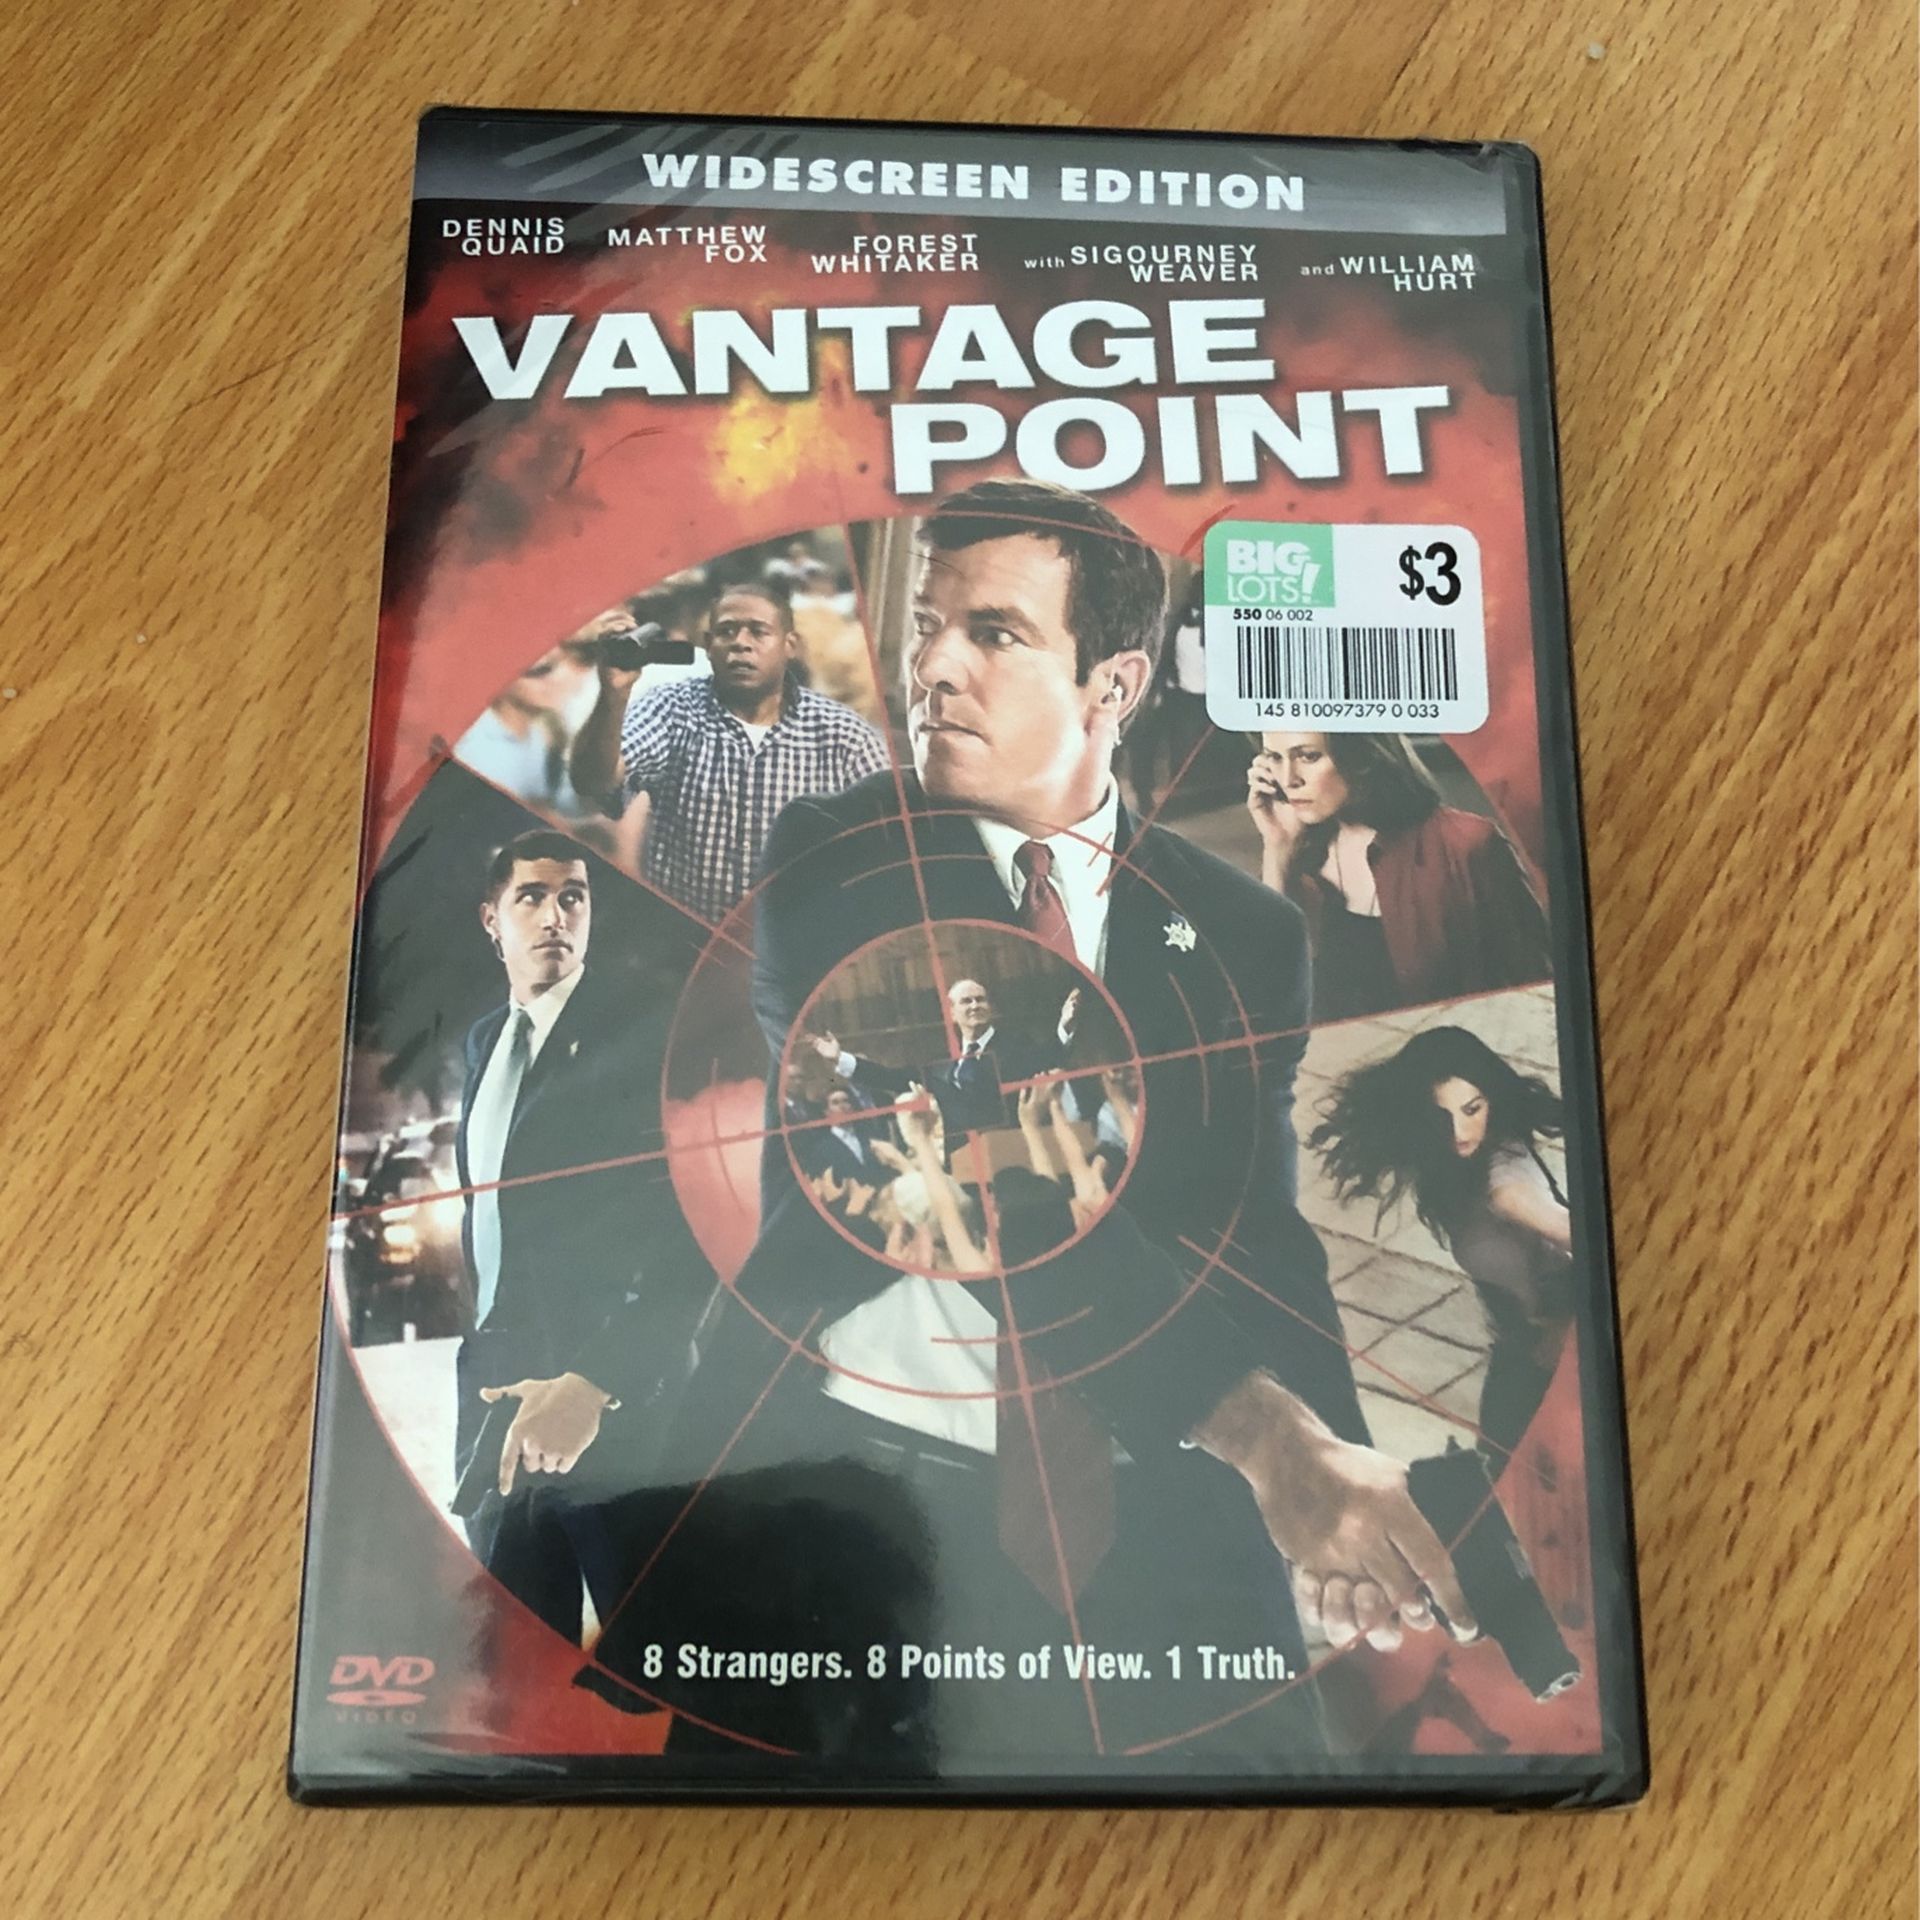 WIDESCREEN EDITION
DENNIS QUAID
MATTHEW FOX
FOREST WHITAKER
with SIGOURNEY WEAVER
and WILLIAM HURT
VANTAGE
POINT
BIG LOTS!
$3
550 06 002
145 810097379 0 033
8 Strangers. 8 Points of View. 1 Truth.
DVD
VIDEO